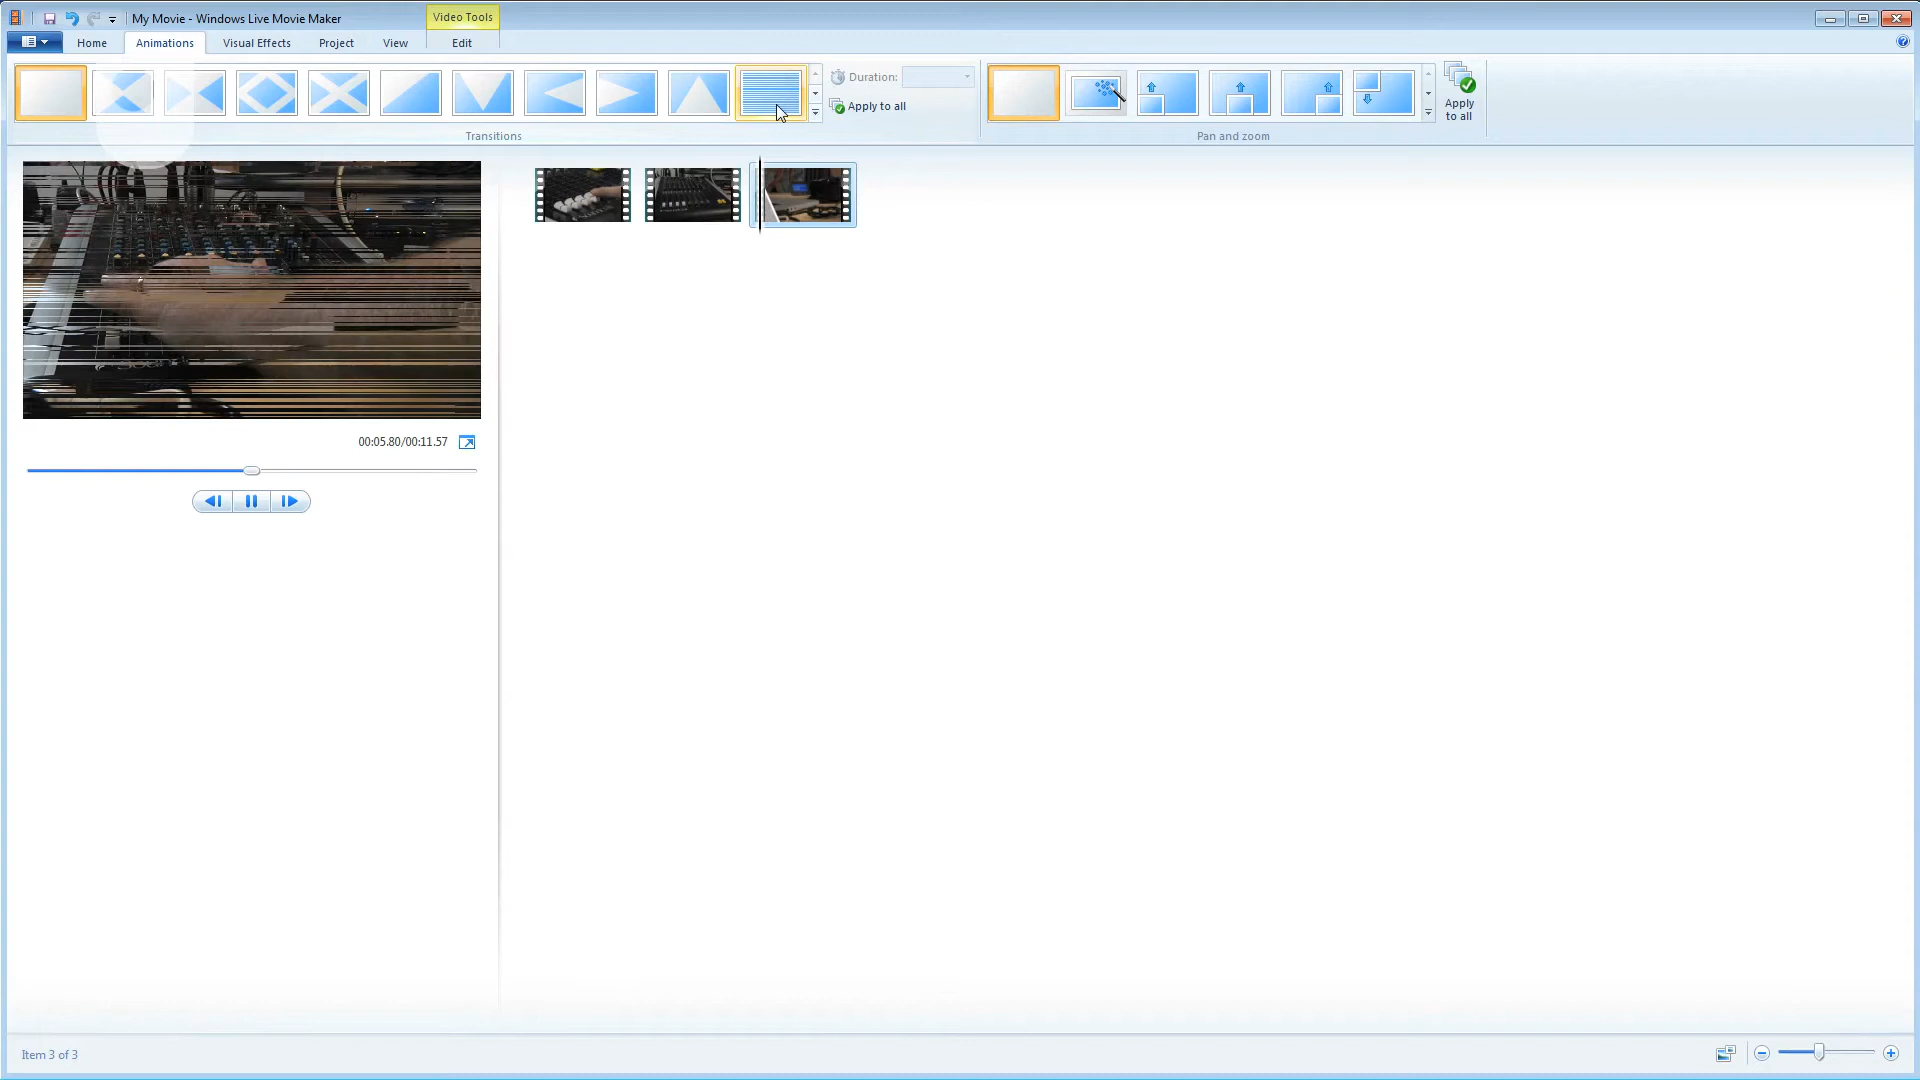 My Movie - Windows Live Movie Maker
Video Tools
Home
Animations
Visual Effects
Project
View
Edit
Duration:
Apply to all
Apply
to all
Transitions
Pan and zoom
00:05.80/00:11.57
Item 3 of 3